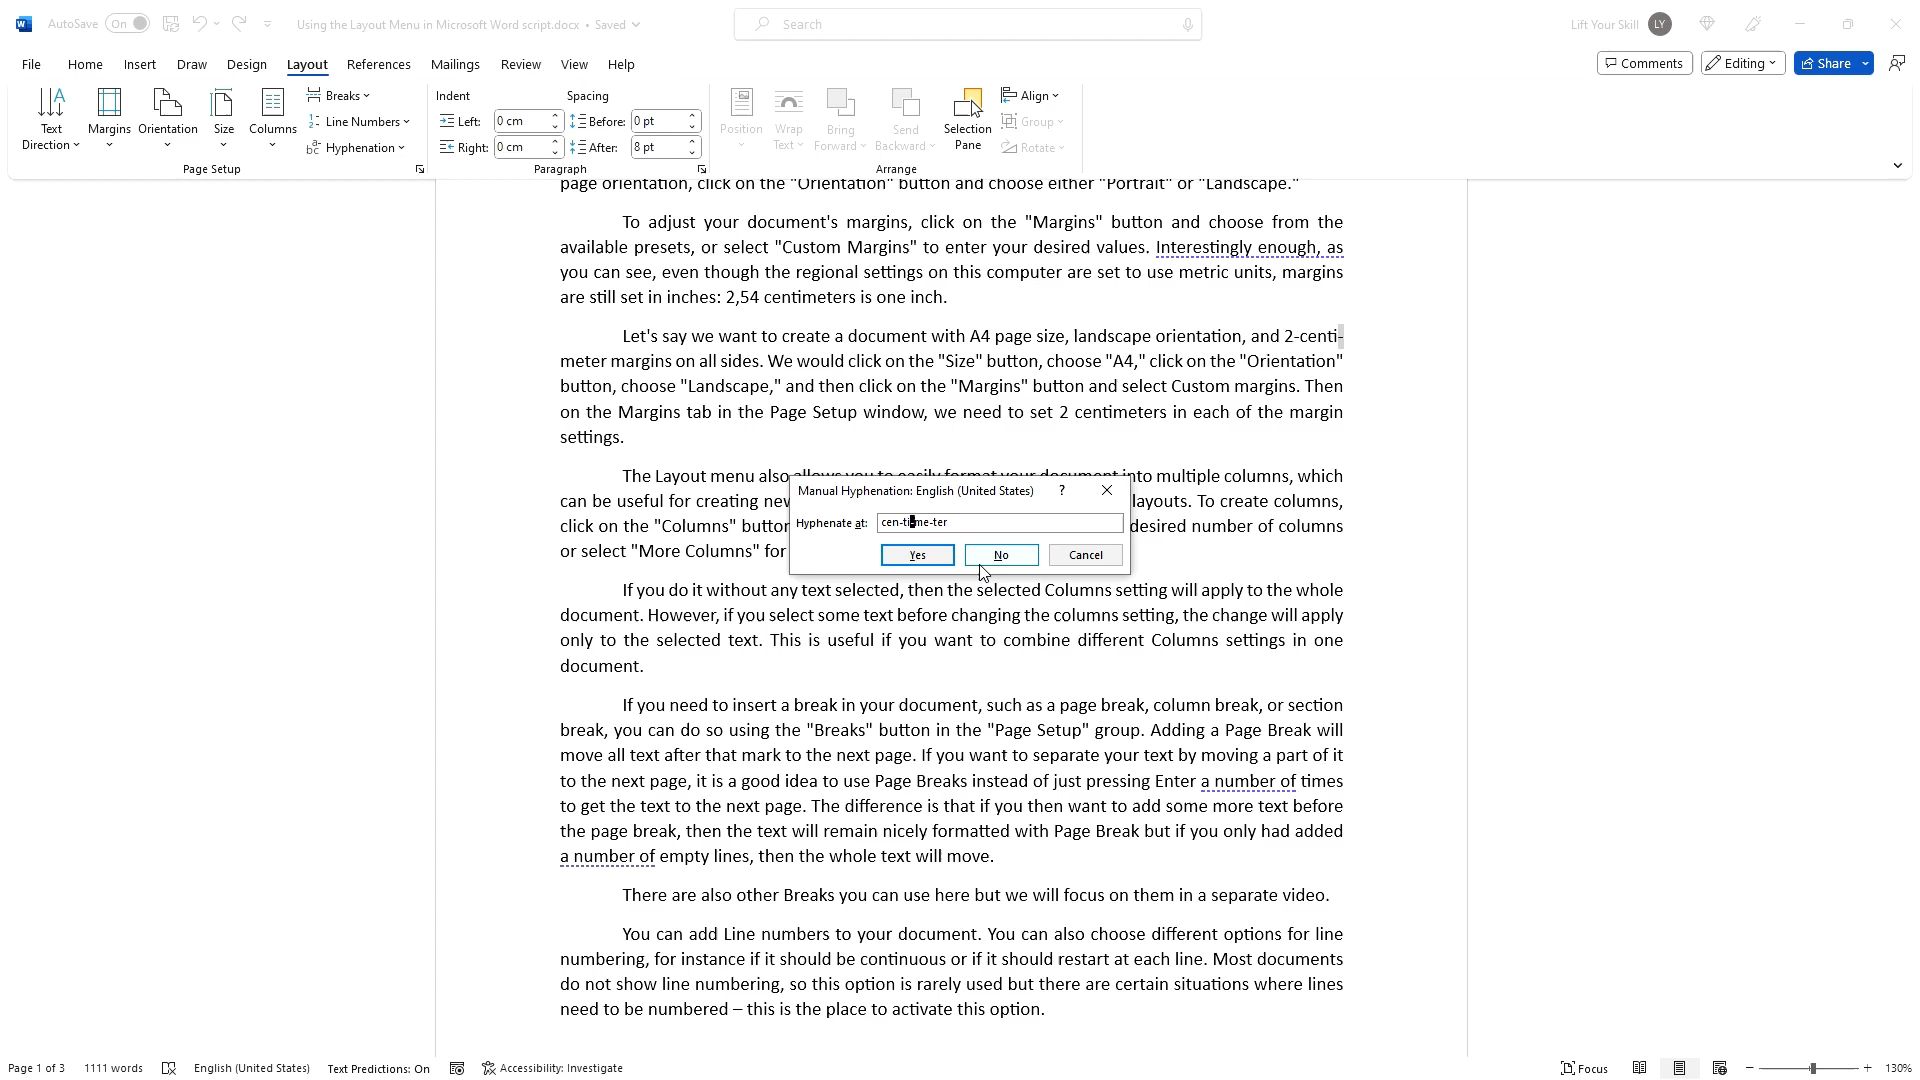 AutoSave On Using the Layout Menu in Microsoft Word script.docx • Saved Search Lift Your Skill LY
File Home Insert Draw Design Layout References Mailings Review View Help Comments Editing Share
Text Direction Margins Orientation Size Columns
Breaks
Line Numbers
Hyphenation
Page Setup
Indent Spacing
Left: 0 cm Before: 0 pt
Right: 0 cm After: 8 pt
Paragraph
Position Wrap Text Bring Forward Send Backward Selection Pane
Align
Group
Rotate
Arrange
page orientation, click on the "Orientation" button and choose either "Portrait" or "Landscape."
To adjust your document's margins, click on the "Margins" button and choose from the
available presets, or select "Custom Margins" to enter your desired values. Interestingly enough, as
you can see, even though the regional settings on this computer are set to use metric units, margins
are still set in inches: 2,54 centimeters is one inch.
Let's say we want to create a document with A4 page size, landscape orientation, and 2-centi-
meter margins on all sides. We would click on the "Size" button, choose "A4," click on the "Orientation"
button, choose "Landscape," and then click on the "Margins" button and select Custom margins. Then
on the Margins tab in the Page Setup window, we need to set 2 centimeters in each of the margin
settings.
The Layout menu also allows you to easily format your document into multiple columns, which
can be useful for creating new layouts. To create columns,
click on the "Columns" button desired number of columns
or select "More Columns" for
Manual Hyphenation: English (United States) ?
Hyphenate at: cen-ti-me-ter
Yes No Cancel
If you do it without any text selected, then the selected Columns setting will apply to the whole
document. However, if you select some text before changing the columns setting, the change will apply
only to the selected text. This is useful if you want to combine different Columns settings in one
document.
If you need to insert a break in your document, such as a page break, column break, or section
break, you can do so using the "Breaks" button in the "Page Setup" group. Adding a Page Break will
move all text after that mark to the next page. If you want to separate your text by moving a part of it
to the next page, it is a good idea to use Page Breaks instead of just pressing Enter a number of times
to get the text to the next page. The difference is that if you then want to add some more text before
the page break, then the text will remain nicely formatted with Page Break but if you only had added
a number of empty lines, then the whole text will move.
There are also other Breaks you can use here but we will focus on them in a separate video.
You can add Line numbers to your document. You can also choose different options for line
numbering, for instance if it should be continuous or if it should restart at each line. Most documents
do not show line numbering, so this option is rarely used but there are certain situations where lines
need to be numbered – this is the place to activate this option.
Page 1 of 3 1111 words English (United States) Text Predictions: On Accessibility: Investigate Focus 130%